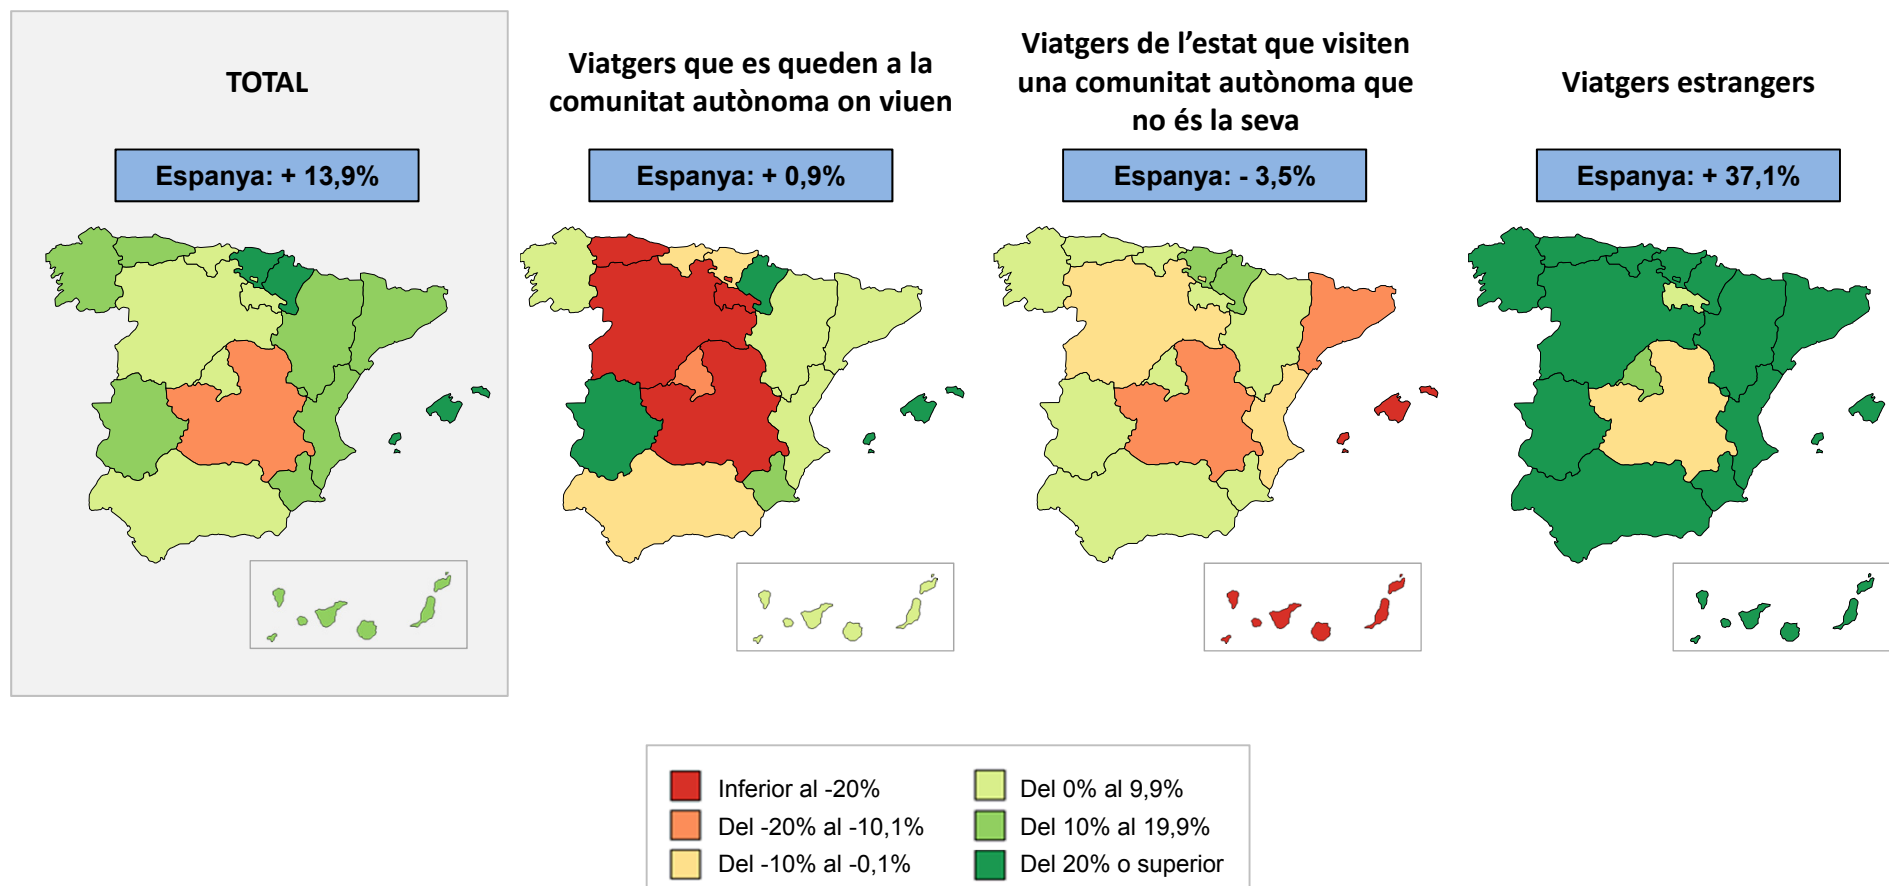 TOTAL
Espanya: + 13,9%
Viatgers que es queden a la
comunitat autònoma on viuen
Espanya: + 0,9%
Viatgers de l’estat que visiten
una comunitat autònoma que
no és la seva
Espanya: - 3,5%
Viatgers estrangers
Espanya: + 37,1%
Inferior al -20%
Del -20% al -10,1%
Del -10% al -0,1%
Del 0% al 9,9%
Del 10% al 19,9%
Del 20% o superior